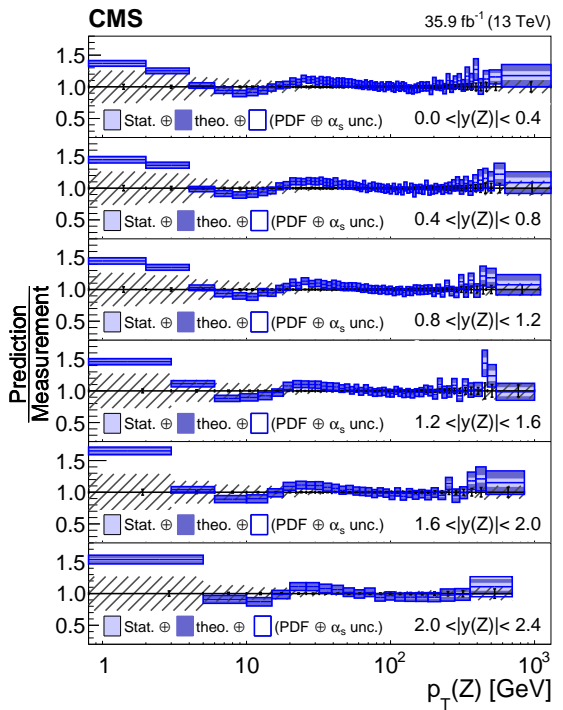 CMS
35.9 fb⁻¹ (13 TeV)
Prediction
Measurement
1.5
1.0
0.5
Stat. ⊕ theo. ⊕ (PDF ⊕ αₛ unc.)
0.0 <|y(Z)|< 0.4
1.5
1.0
0.5
Stat. ⊕ theo. ⊕ (PDF ⊕ αₛ unc.)
0.4 <|y(Z)|< 0.8
1.5
1.0
0.5
Stat. ⊕ theo. ⊕ (PDF ⊕ αₛ unc.)
0.8 <|y(Z)|< 1.2
1.5
1.0
0.5
Stat. ⊕ theo. ⊕ (PDF ⊕ αₛ unc.)
1.2 <|y(Z)|< 1.6
1.5
1.0
0.5
Stat. ⊕ theo. ⊕ (PDF ⊕ αₛ unc.)
1.6 <|y(Z)|< 2.0
1.5
1.0
0.5
Stat. ⊕ theo. ⊕ (PDF ⊕ αₛ unc.)
2.0 <|y(Z)|< 2.4
1 10 10² 10³
p_T(Z) [GeV]